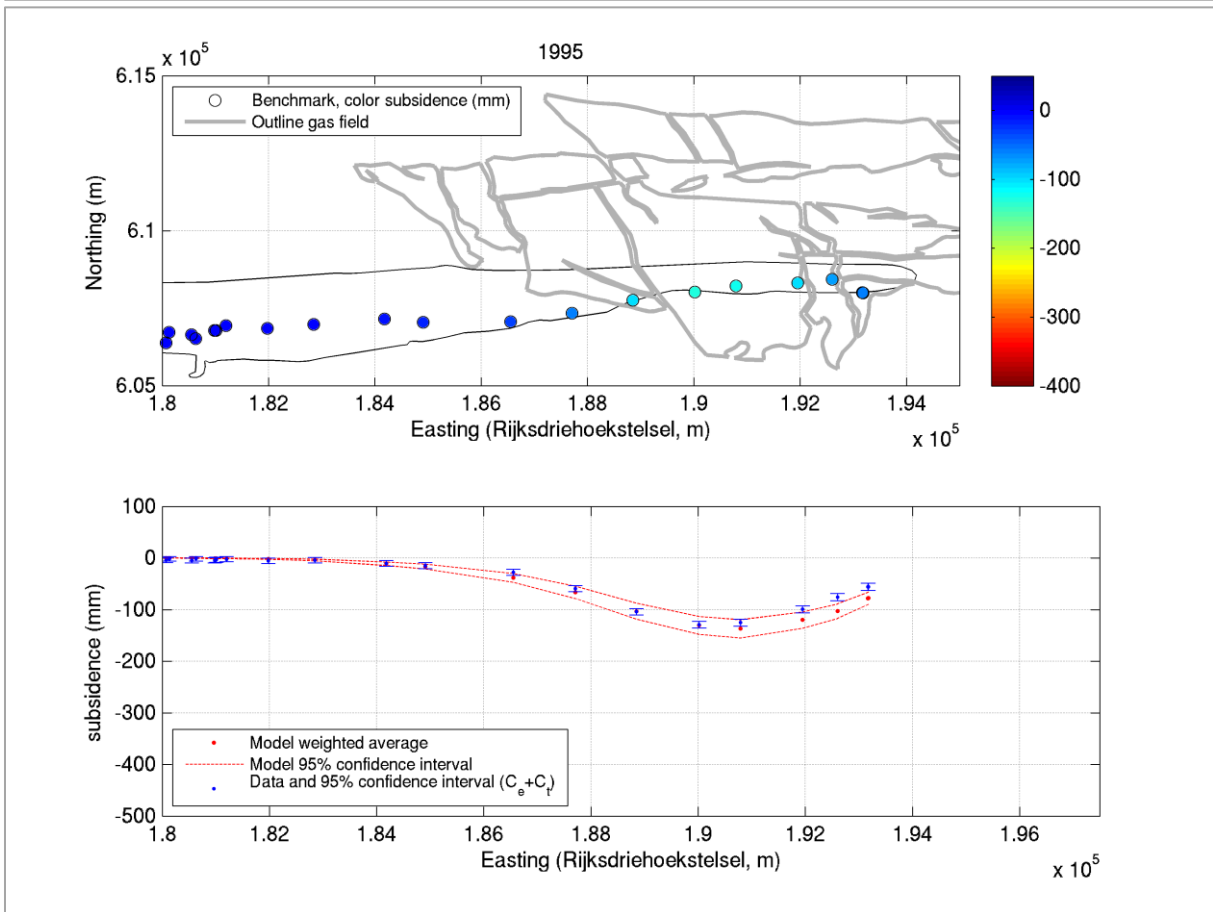 1995
x 10^5
6.15
6.1
6.05
Northing (m)
Benchmark, color subsidence (mm)
Outline gas field
1.8 1.82 1.84 1.86 1.88 1.9 1.92 1.94
Easting (Rijksdriehoekstelsel, m)
x 10^5
0
-100
-200
-300
-400
100
0
-100
-200
-300
-400
-500
subsidence (mm)
Model weighted average
Model 95% confidence interval
Data and 95% confidence interval (C_e+C_t)
1.8 1.82 1.84 1.86 1.88 1.9 1.92 1.94 1.96
Easting (Rijksdriehoekstelsel, m)
x 10^5